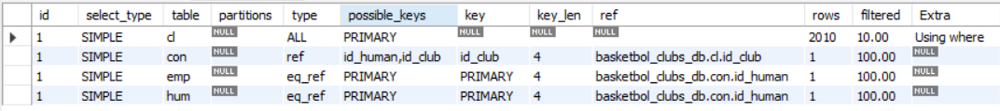 id select_type table partitions type possible_keys key key_len ref rows filtered Extra
1 SIMPLE cl NULL ALL PRIMARY NULL NULL NULL 2010 10.00 Using where
1 SIMPLE con NULL ref id_human,id_club id_club 4 basketbol_clubs_db.cl.id_club 1 100.00 NULL
1 SIMPLE emp NULL eq_ref PRIMARY PRIMARY 4 basketbol_clubs_db.con.id_human 1 100.00 NULL
1 SIMPLE hum NULL eq_ref PRIMARY PRIMARY 4 basketbol_clubs_db.con.id_human 1 100.00 NULL